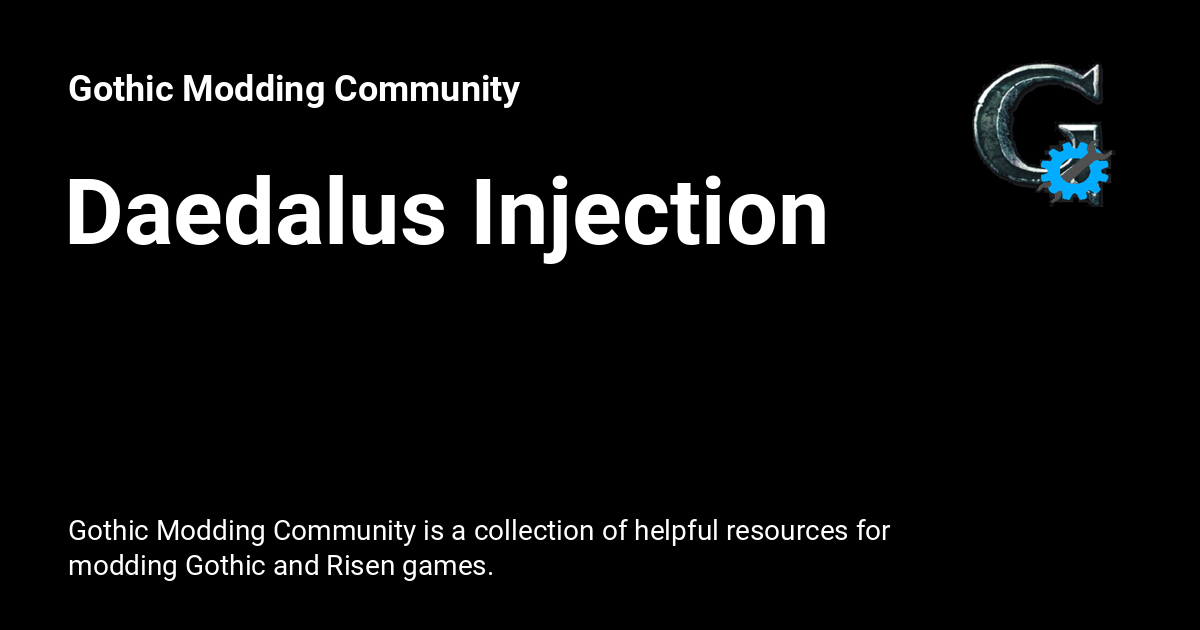 Gothic Modding Community
Daedalus Injection
G
Gothic Modding Community is a collection of helpful resources for
modding Gothic and Risen games.